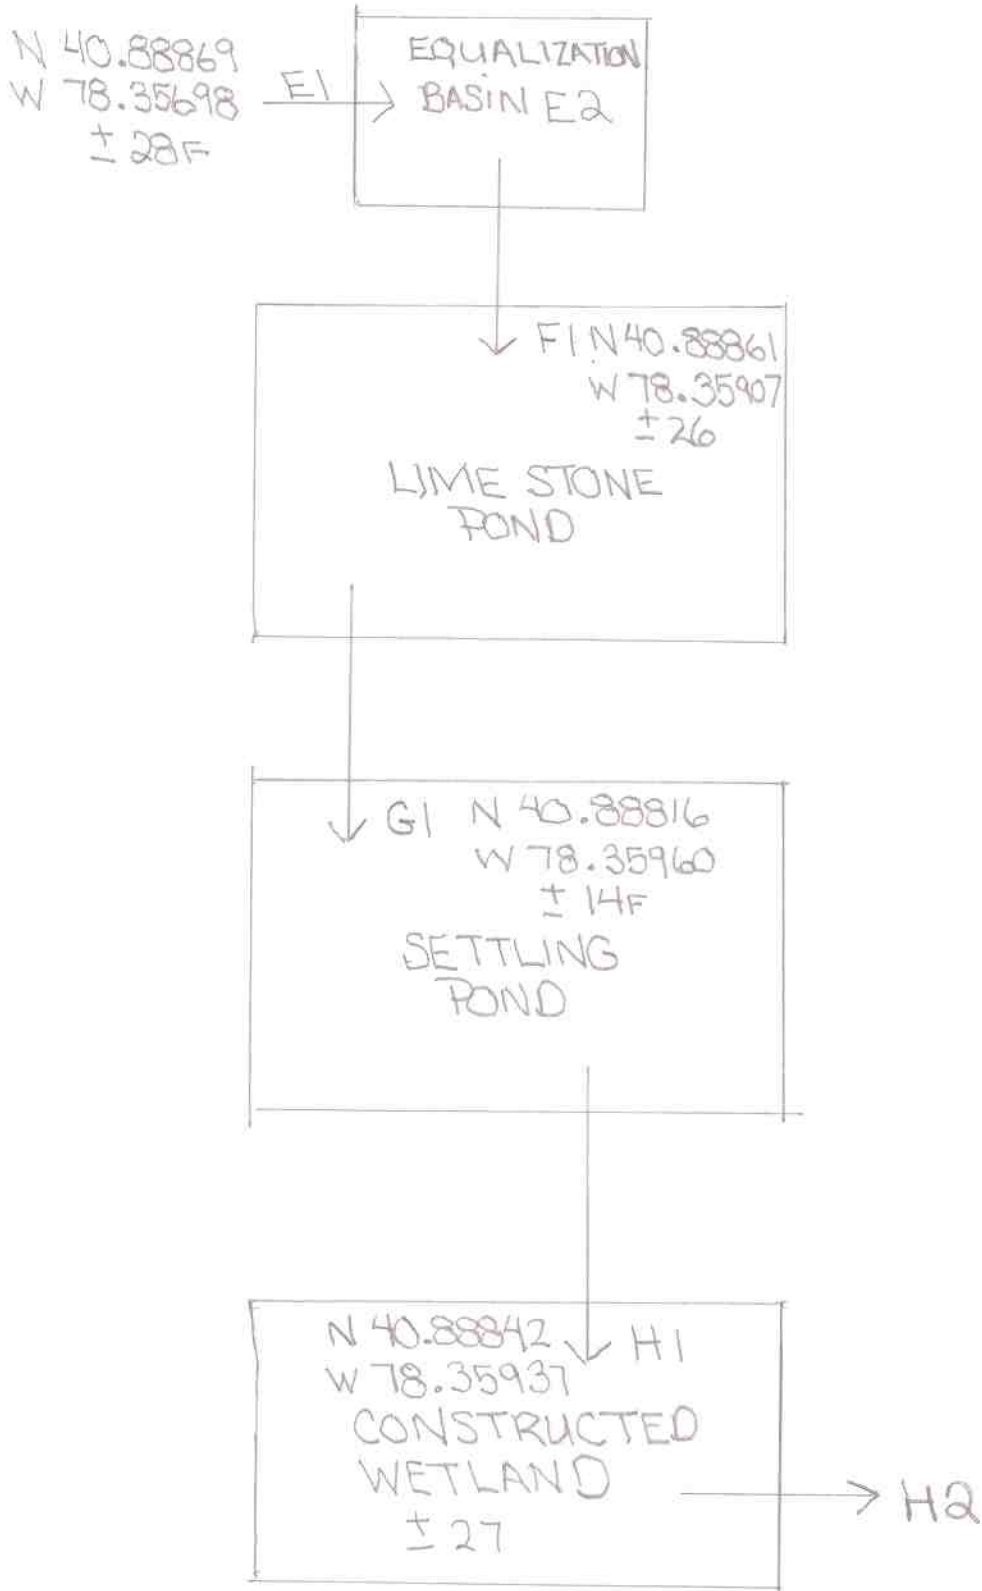 N 40.88869
W 78.35698
± 28F
E1
EQUALIZATION
BASIN E2
F1 N 40.88861
W 78.35907
± 26
LIME STONE
POND
G1 N 40.88816
W 78.35960
± 14F
SETTLING
POND
N 40.88842
H1
W 78.35937
CONSTRUCTED
WETLAND
H2
± 27